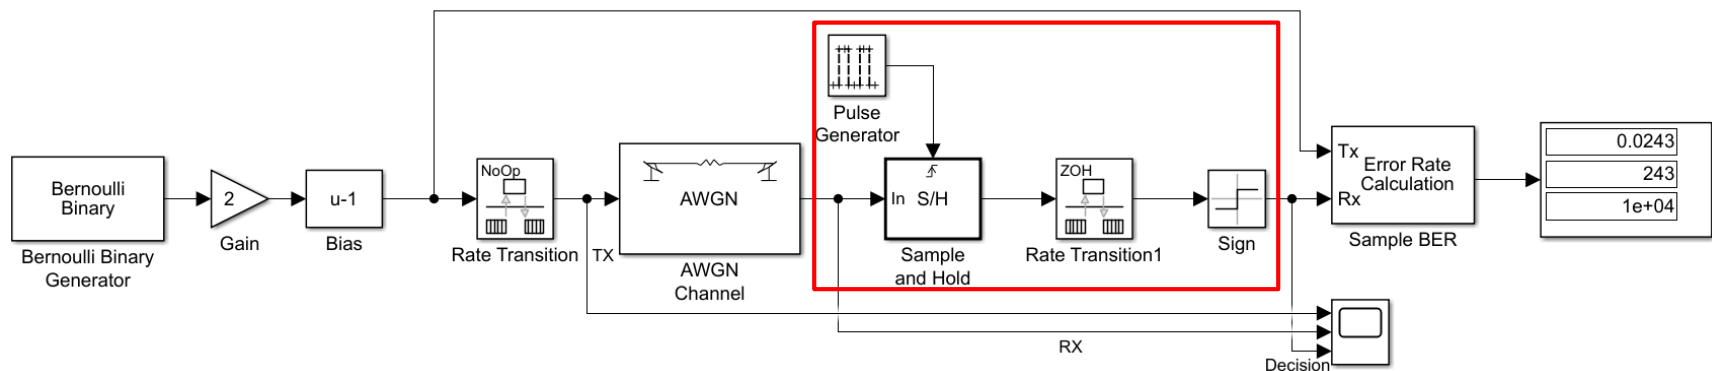 Bernoulli
Binary
Bernoulli Binary
Generator
2
Gain
u-1
Bias
NoOp
Rate Transition
TX
AWGN
AWGN
Channel
Pulse
Generator
In S/H
Sample
and Hold
ZOH
Rate Transition1
Sign
Tx
Rx
Error Rate
Calculation
Sample BER
0.0243
243
1e+04
RX
Decision